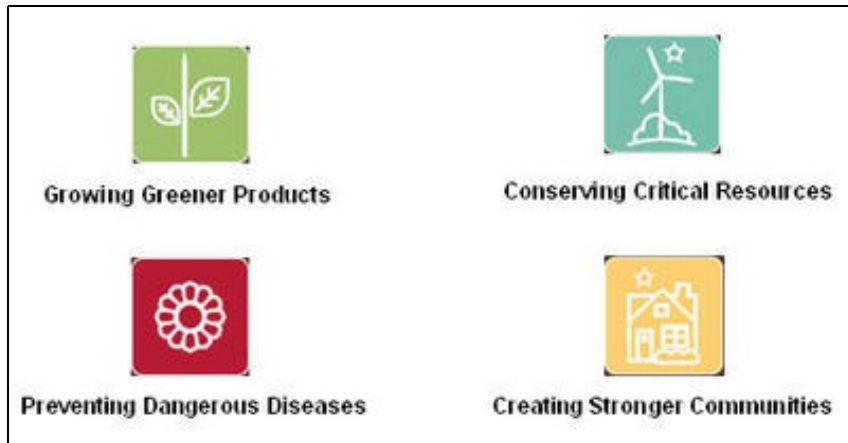 Growing Greener Products
Conserving Critical Resources
Preventing Dangerous Diseases
Creating Stronger Communities